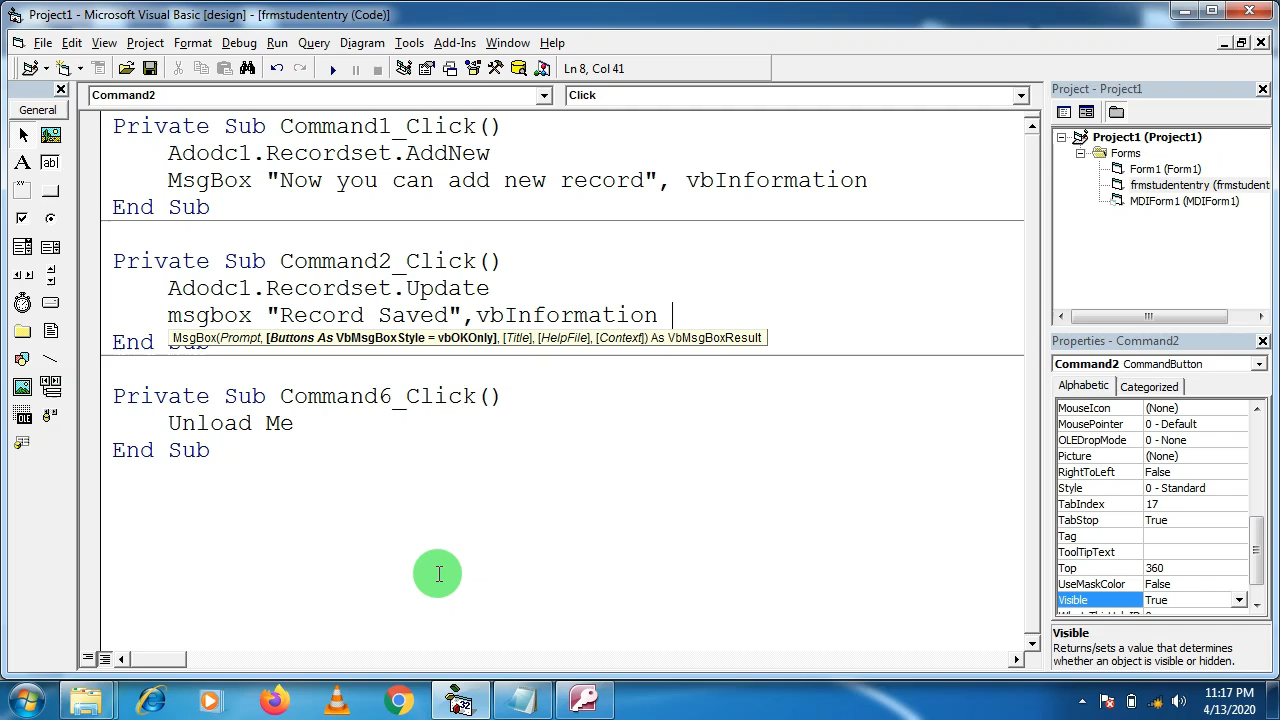 Project1 - Microsoft Visual Basic [design] - [frmstudententry (Code)]
File Edit View Project Format Debug Run Query Diagram Tools Add-Ins Window Help
Ln 8, Col 41
General
Command2
Click
Private Sub Command1_Click()
Adodc1.Recordset.AddNew
MsgBox "Now you can add new record", vbInformation
End Sub
Private Sub Command2_Click()
Adodc1.Recordset.Update
msgbox "Record Saved",vbInformation
MsgBox(Prompt, [Buttons As VbMsgBoxStyle = vbOKOnly], [Title], [HelpFile], [Context]) As VbMsgBoxResult
End Sub
Private Sub Command6_Click()
Unload Me
End Sub
Project - Project1
Project1 (Project1)
Forms
Form1 (Form1)
frmstudententry (frmstudent
MDIForm1 (MDIForm1)
Properties - Command2
Command2 CommandButton
Alphabetic Categorized
MouseIcon (None)
MousePointer 0 - Default
OLEDropMode 0 - None
Picture (None)
RightToLeft False
Style 0 - Standard
TabIndex 17
TabStop True
Tag
ToolTipText
Top 360
UseMaskColor False
Visible True
Visible
Returns/sets a value that determines
whether an object is visible or hidden.
11:17 PM
4/13/2020